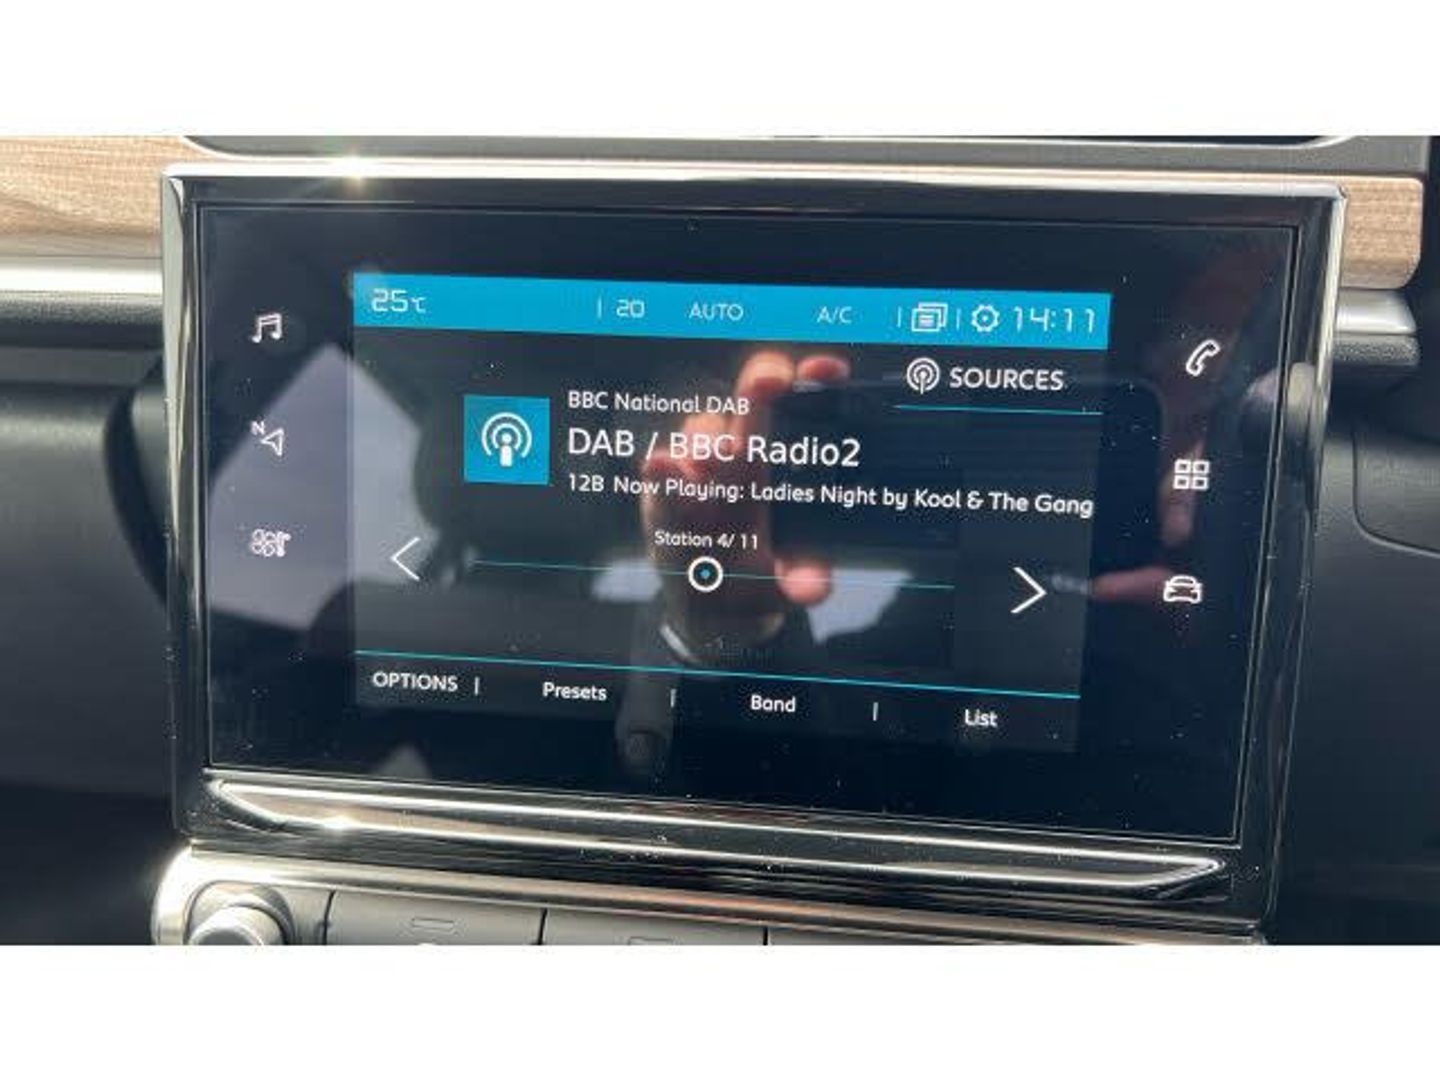 25°C | 20 AUTO A/C | | 14:11
SOURCES
BBC National DAB
DAB / BBC Radio2
12B Now Playing: Ladies Night by Kool & The Gang
Station 4/ 11
N
OPTIONS | Presets | Band | List